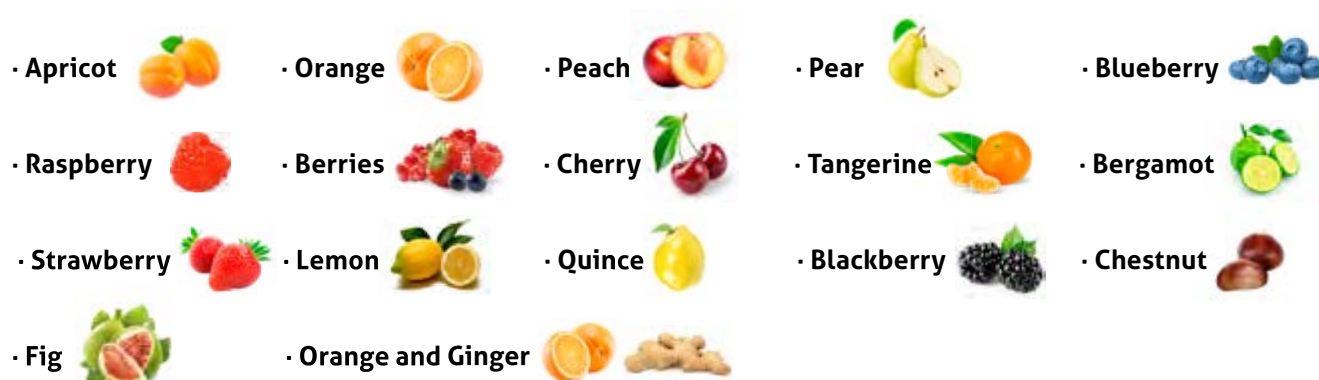 · Apricot · Orange · Peach · Pear · Blueberry
· Raspberry · Berries · Cherry · Tangerine · Bergamot
· Strawberry · Lemon · Quince · Blackberry · Chestnut
· Fig · Orange and Ginger